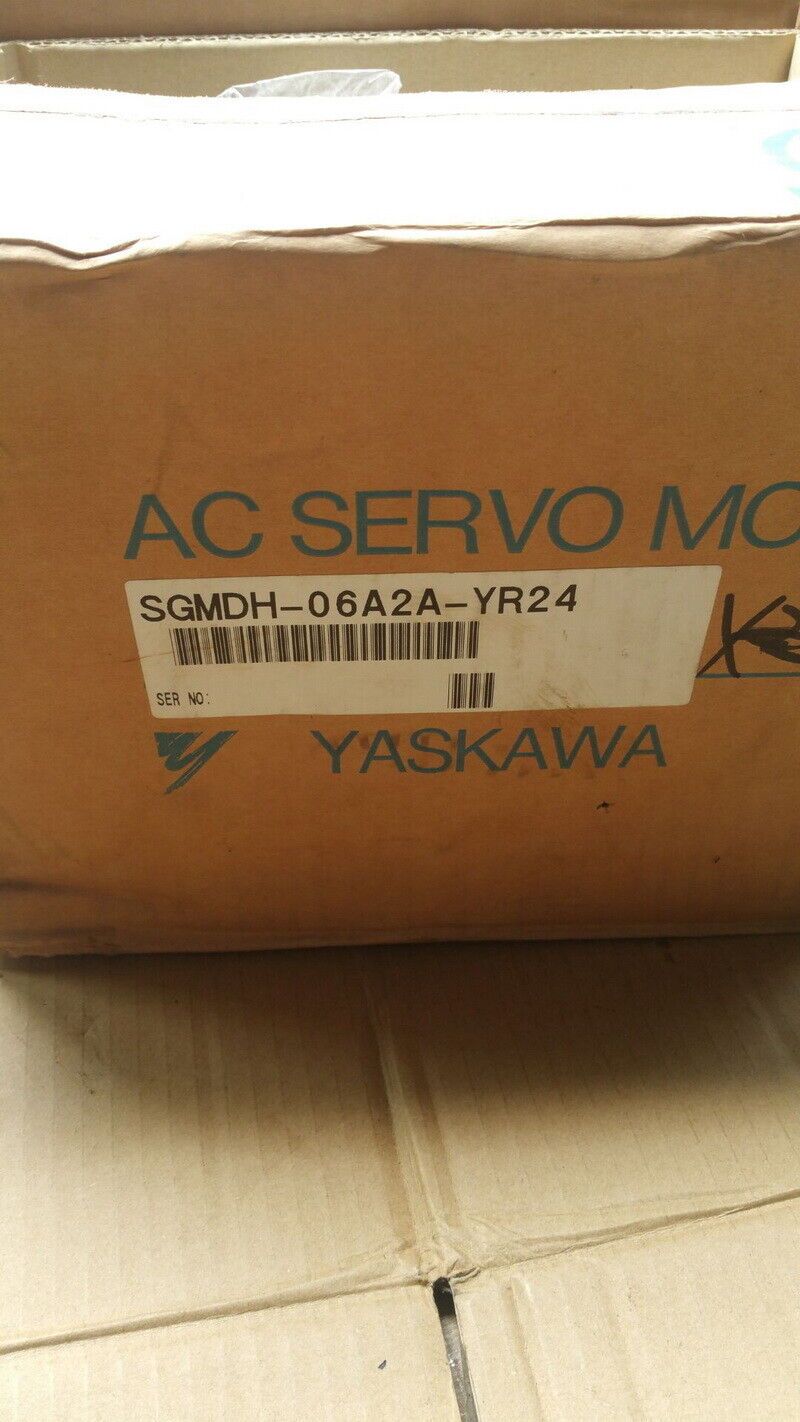 AC SERVO MO
SGMDH-06A2A-YR24
SER NO:
YASKAWA